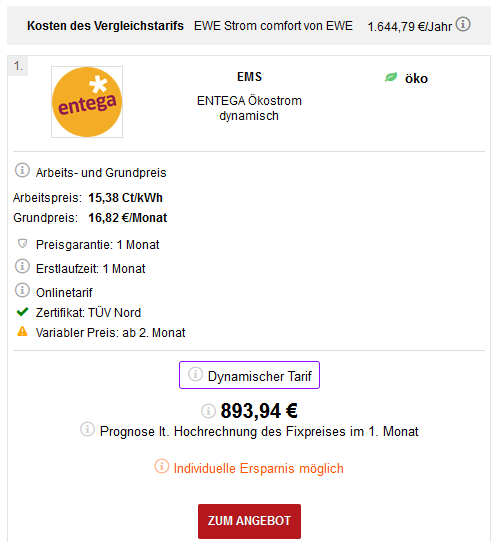 Kosten des Vergleichstarifs EWE Strom comfort von EWE 1.644,79 €/Jahr
1.
entega
EMS
ENTEGA Ökostrom
dynamisch
öko
Arbeits- und Grundpreis
Arbeitspreis: 15,38 Ct/kWh
Grundpreis: 16,82 €/Monat
Preisgarantie: 1 Monat
Erstlaufzeit: 1 Monat
Onlinetarif
Zertifikat: TÜV Nord
Variabler Preis: ab 2. Monat
Dynamischer Tarif
893,94 €
Prognose lt. Hochrechnung des Fixpreises im 1. Monat
Individuelle Ersparnis möglich
ZUM ANGEBOT